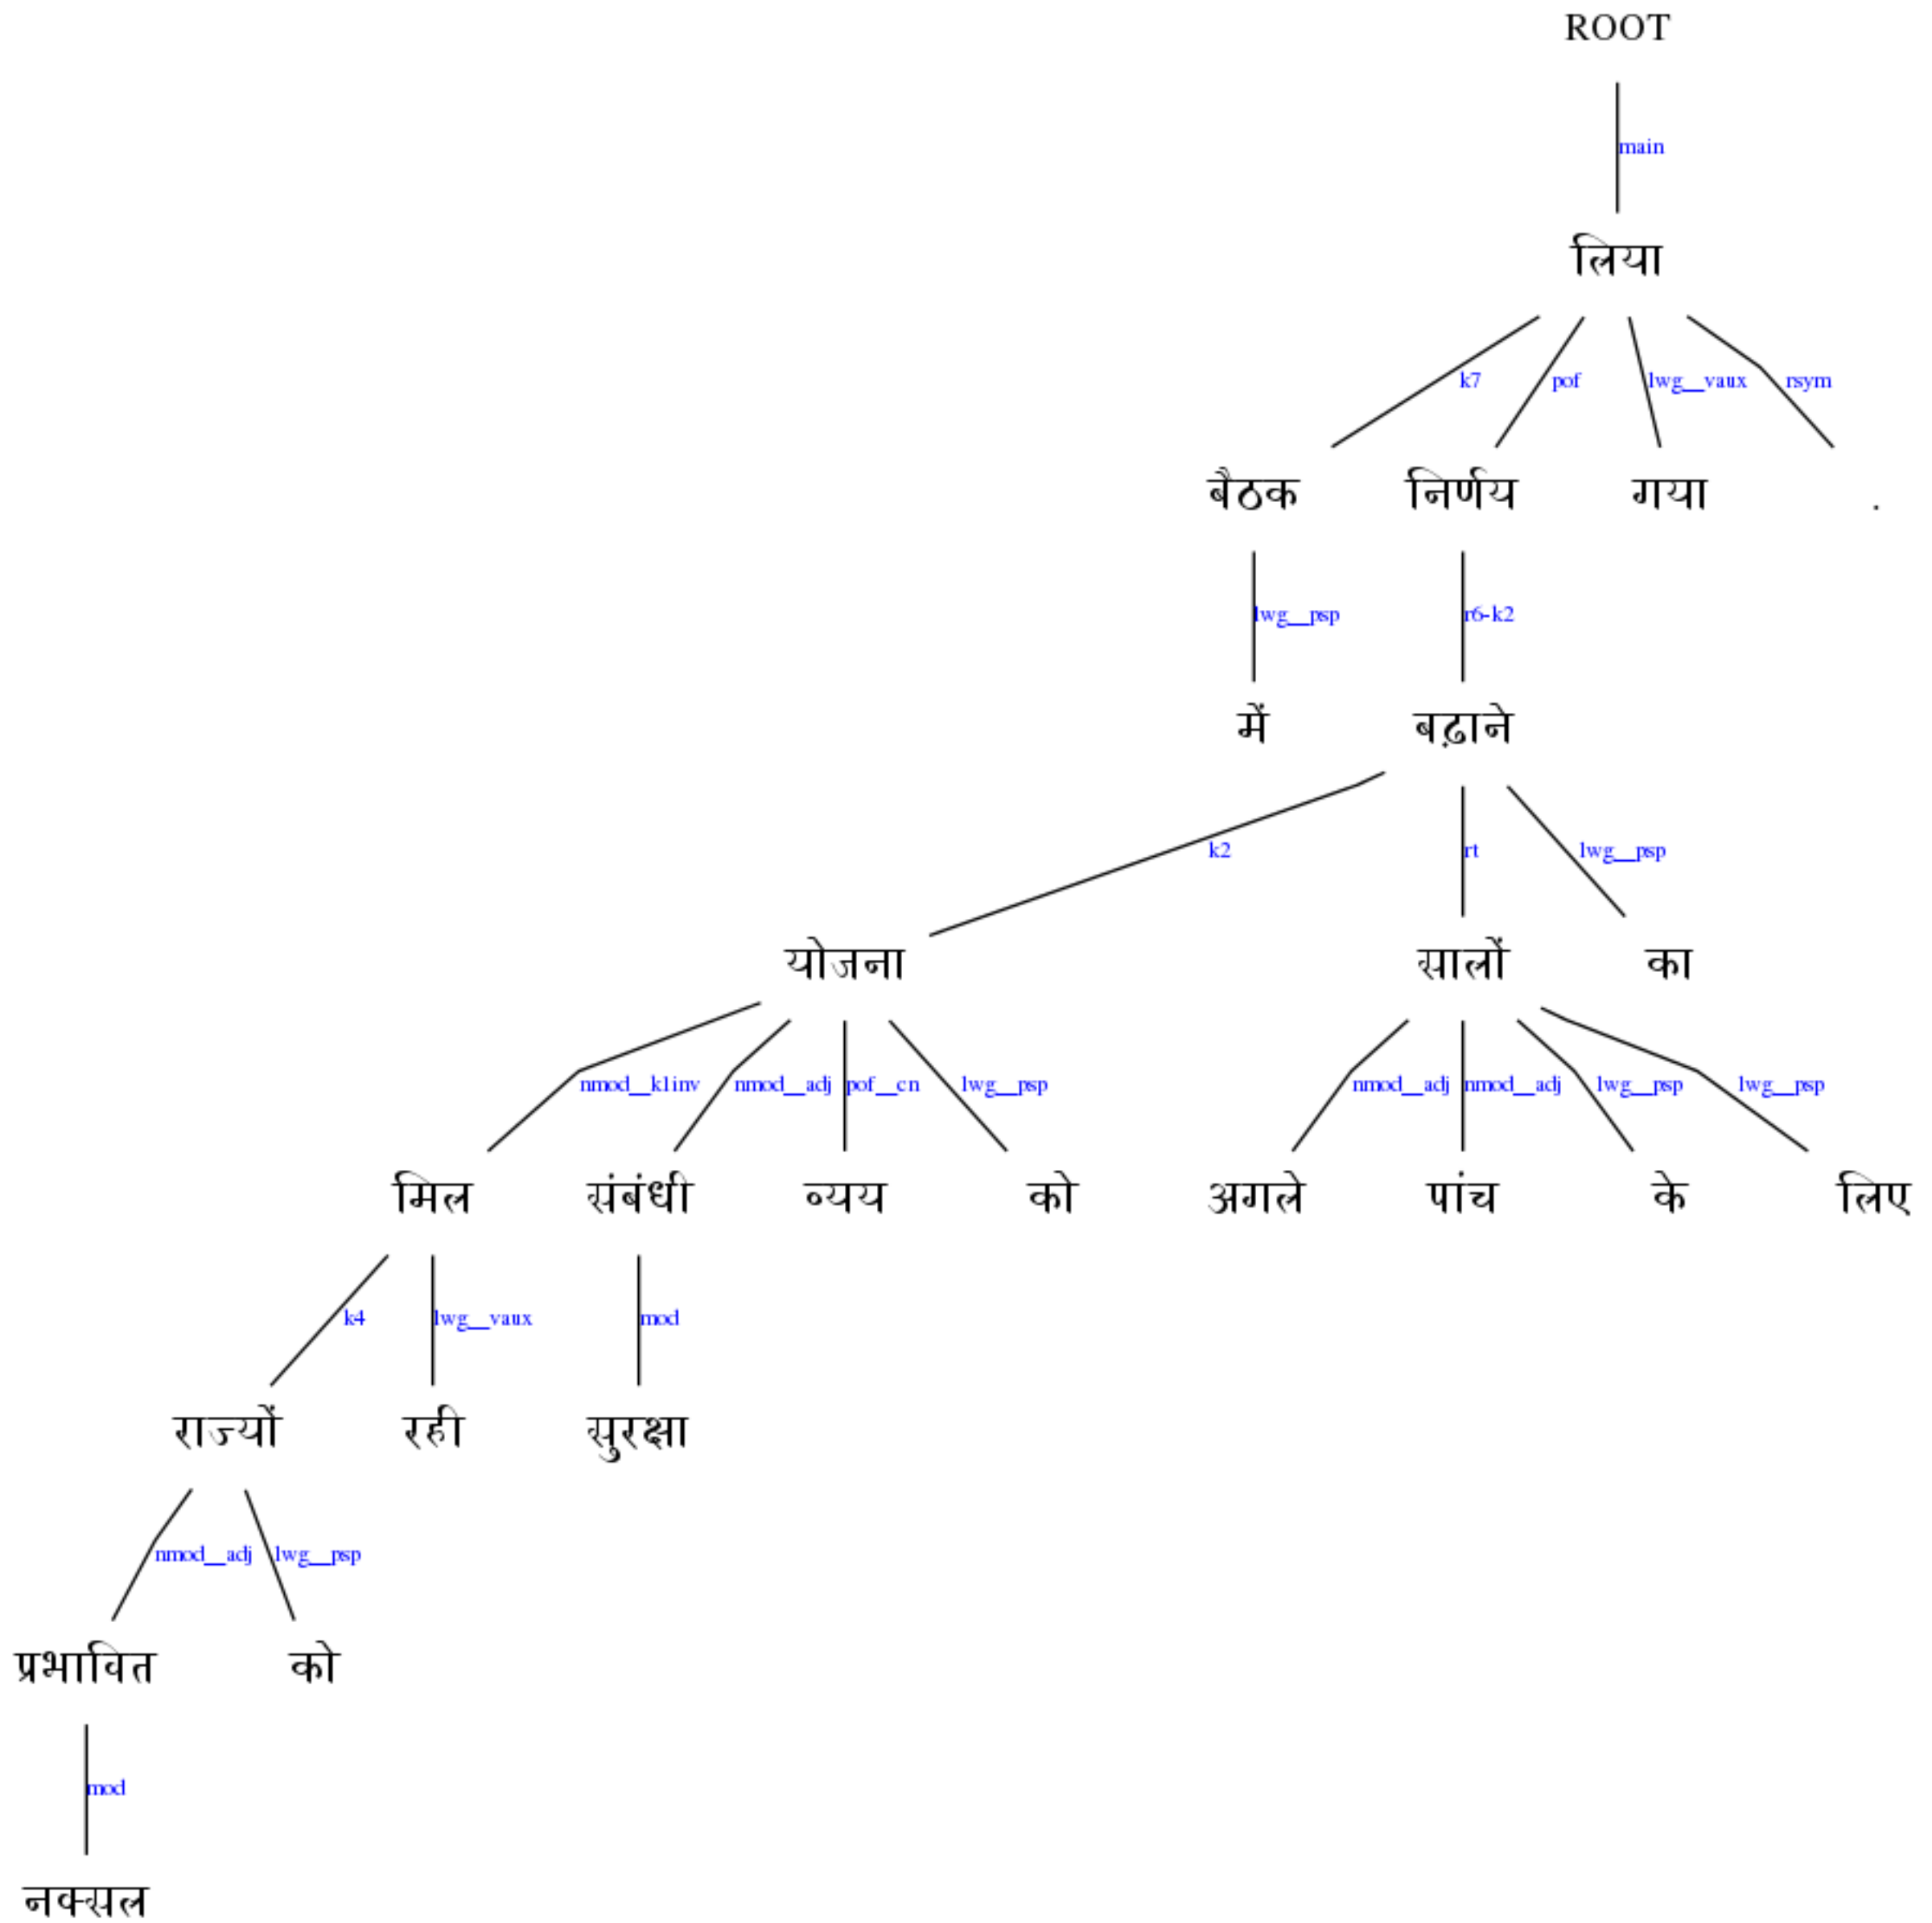 ROOT
main
लिया
k7 pof lwg__vaux rsym
बैठक निर्णय गया .
lwg__psp r6-k2
में बढ़ाने
k2 rt lwg__psp
योजना सालों का
nmod__k1inv nmod__adj pof__cn lwg__psp nmod__adj nmod__adj lwg__psp lwg__psp
मिल संबंधी व्यय को अगले पांच के लिए
k4 lwg__vaux mod
राज्यों रही सुरक्षा
nmod__adj lwg__psp
प्रभावित को
mod
नक्सल